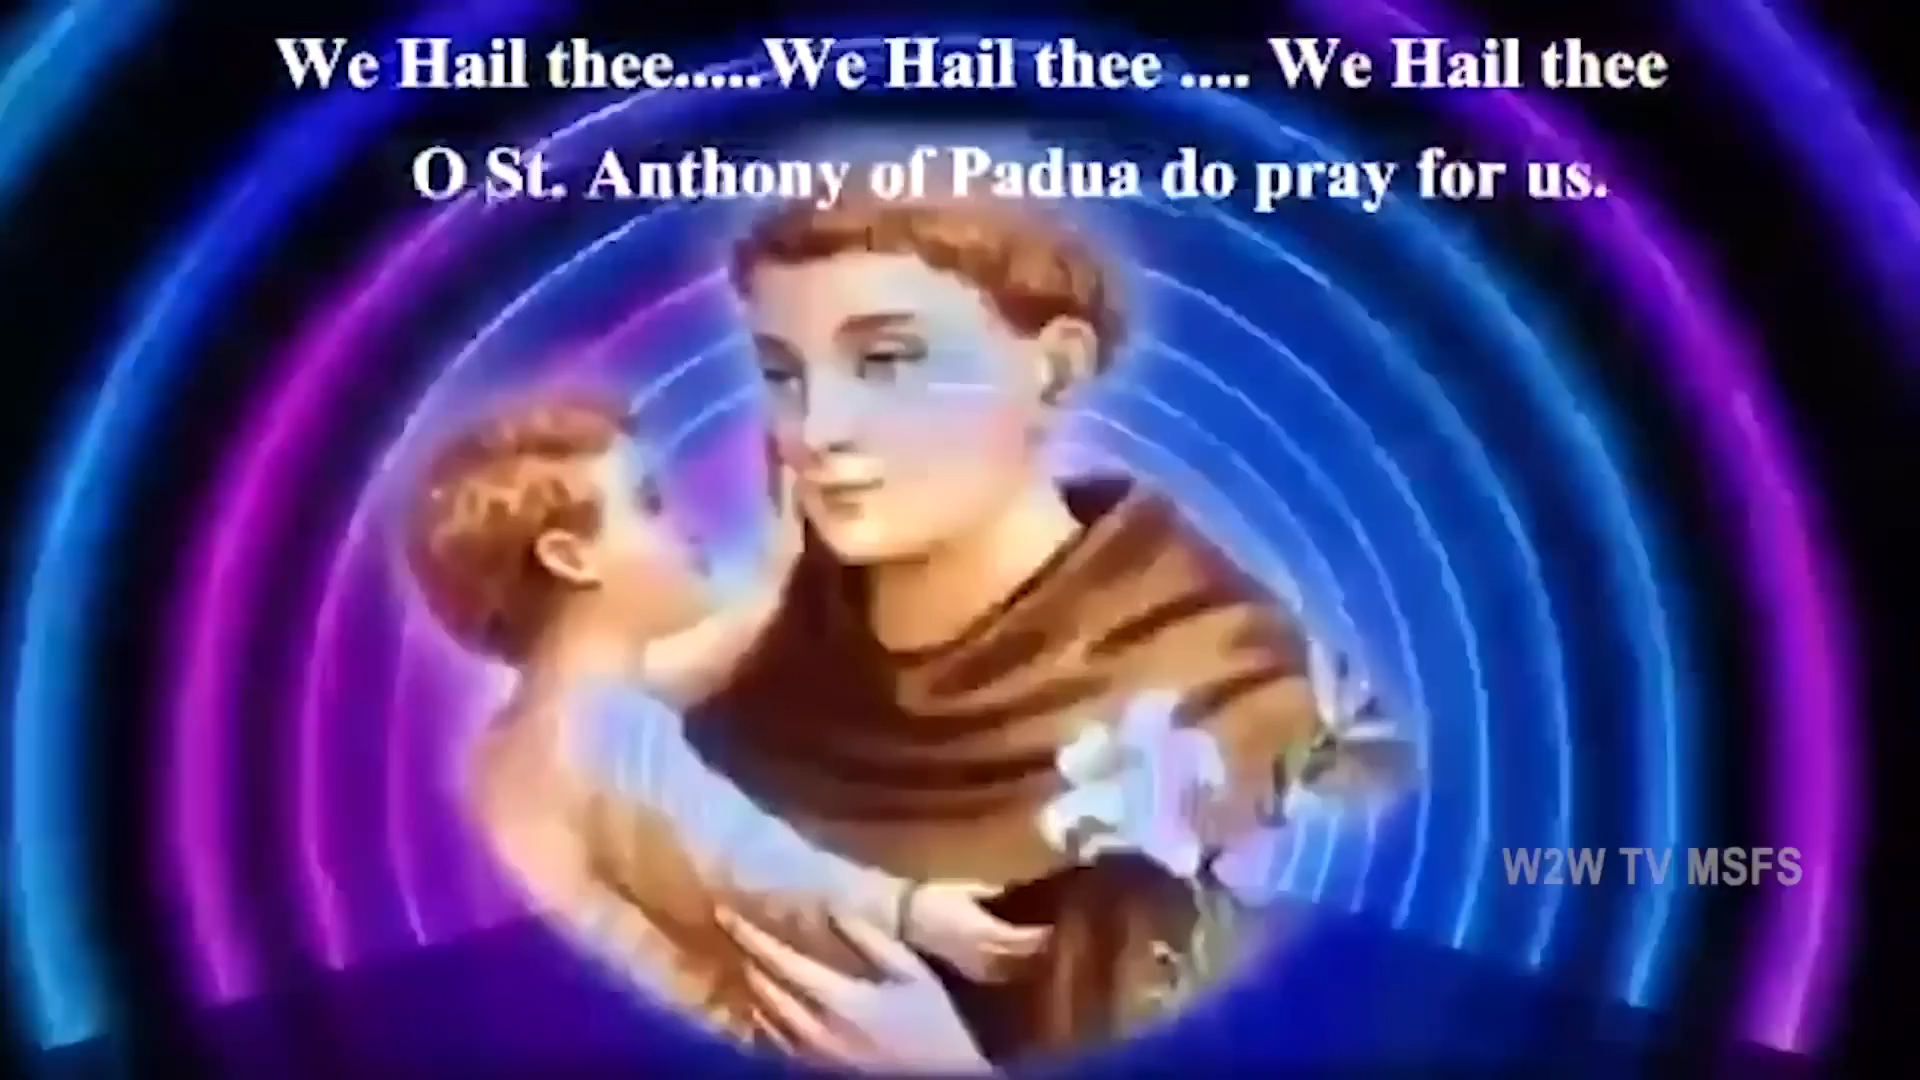 We Hail thee.....We Hail thee .... We Hail thee
O St. Anthony of Padua do pray for us.
W2W TV MSFS